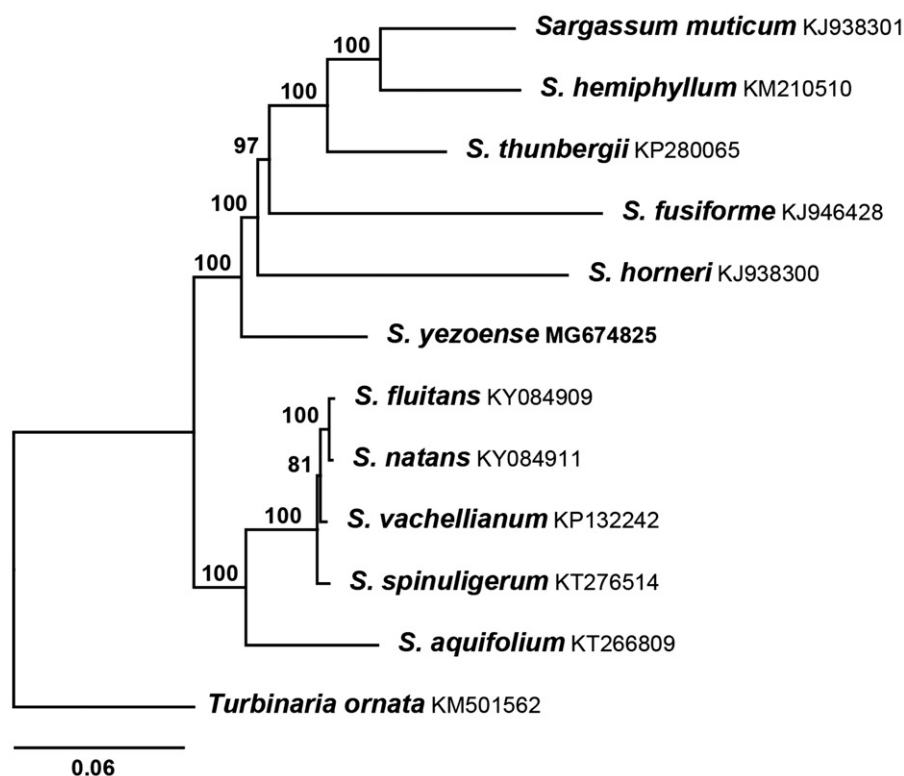 Sargassum muticum KJ938301
100
S. hemiphyllum KM210510
100
S. thunbergii KP280065
97
S. fusiforme KJ946428
100
S. horneri KJ938300
100
S. yezoense MG674825
S. fluitans KY084909
100
S. natans KY084911
81
S. vachellianum KP132242
100
S. spinuligerum KT276514
100
S. aquifolium KT266809
Turbinaria ornata KM501562
0.06